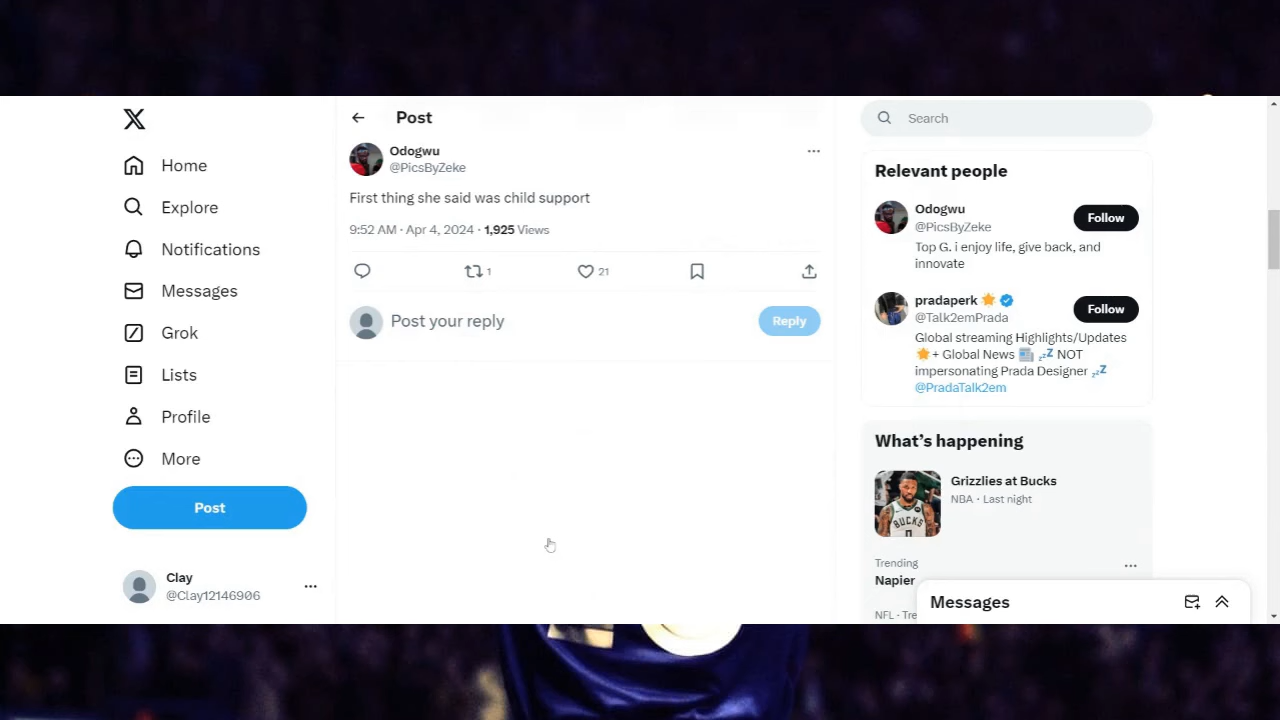 Home
Explore
Notifications
Messages
Grok
Lists
Profile
More
Post
Clay
@Clay12146906
Post
Odogwu
@PicsByZeke
First thing she said was child support
9:52 AM · Apr 4, 2024 · 1,925 Views
1
21
Post your reply
Reply
Search
Relevant people
Odogwu
@PicsByZeke
Follow
Top G. i enjoy life, give back, and
innovate
pradaperk
@Talk2emPrada
Follow
Global streaming Highlights/Updates
+ Global News NOT
impersonating Prada Designer
@PradaTalk2em
What's happening
Grizzlies at Bucks
NBA · Last night
BUCKS
Trending
Napier
NFL · Tre
Messages